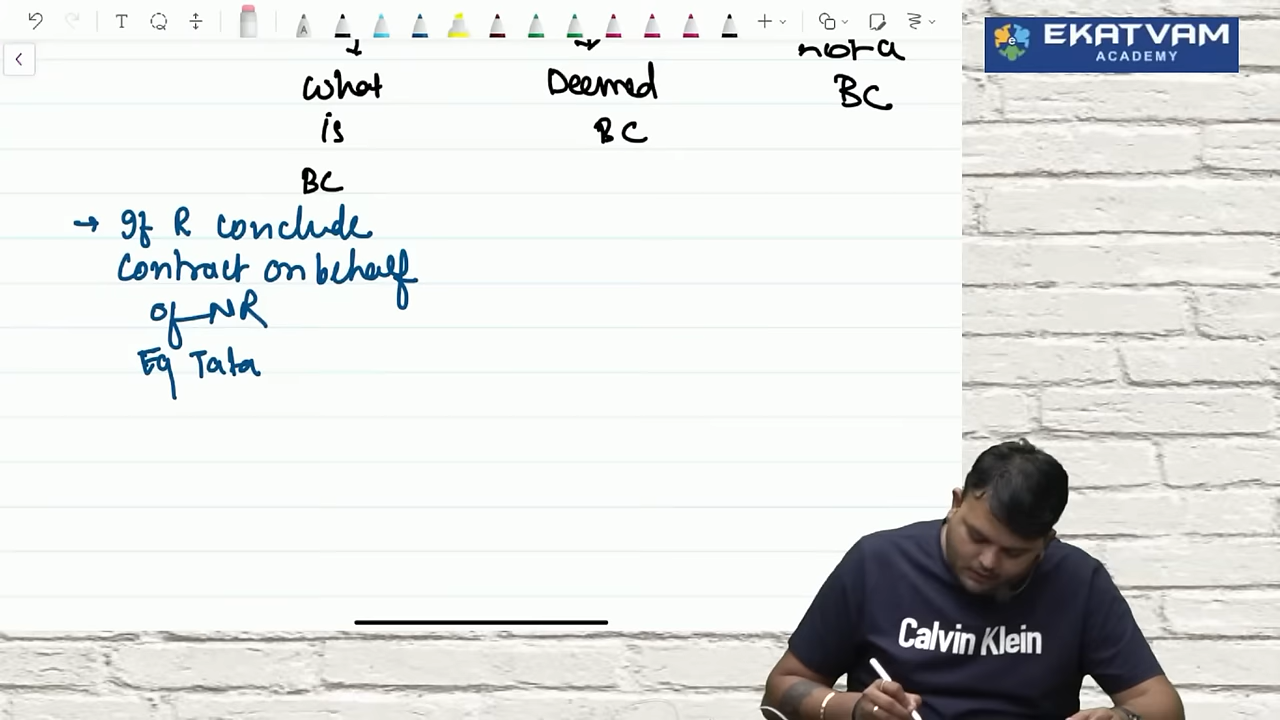 What
is
BC
Deemed
BC
not a
BC
→ If R conclude
contract on behalf
of NR
Eg Tata
EKATVAM
ACADEMY
Calvin Klein
T
A